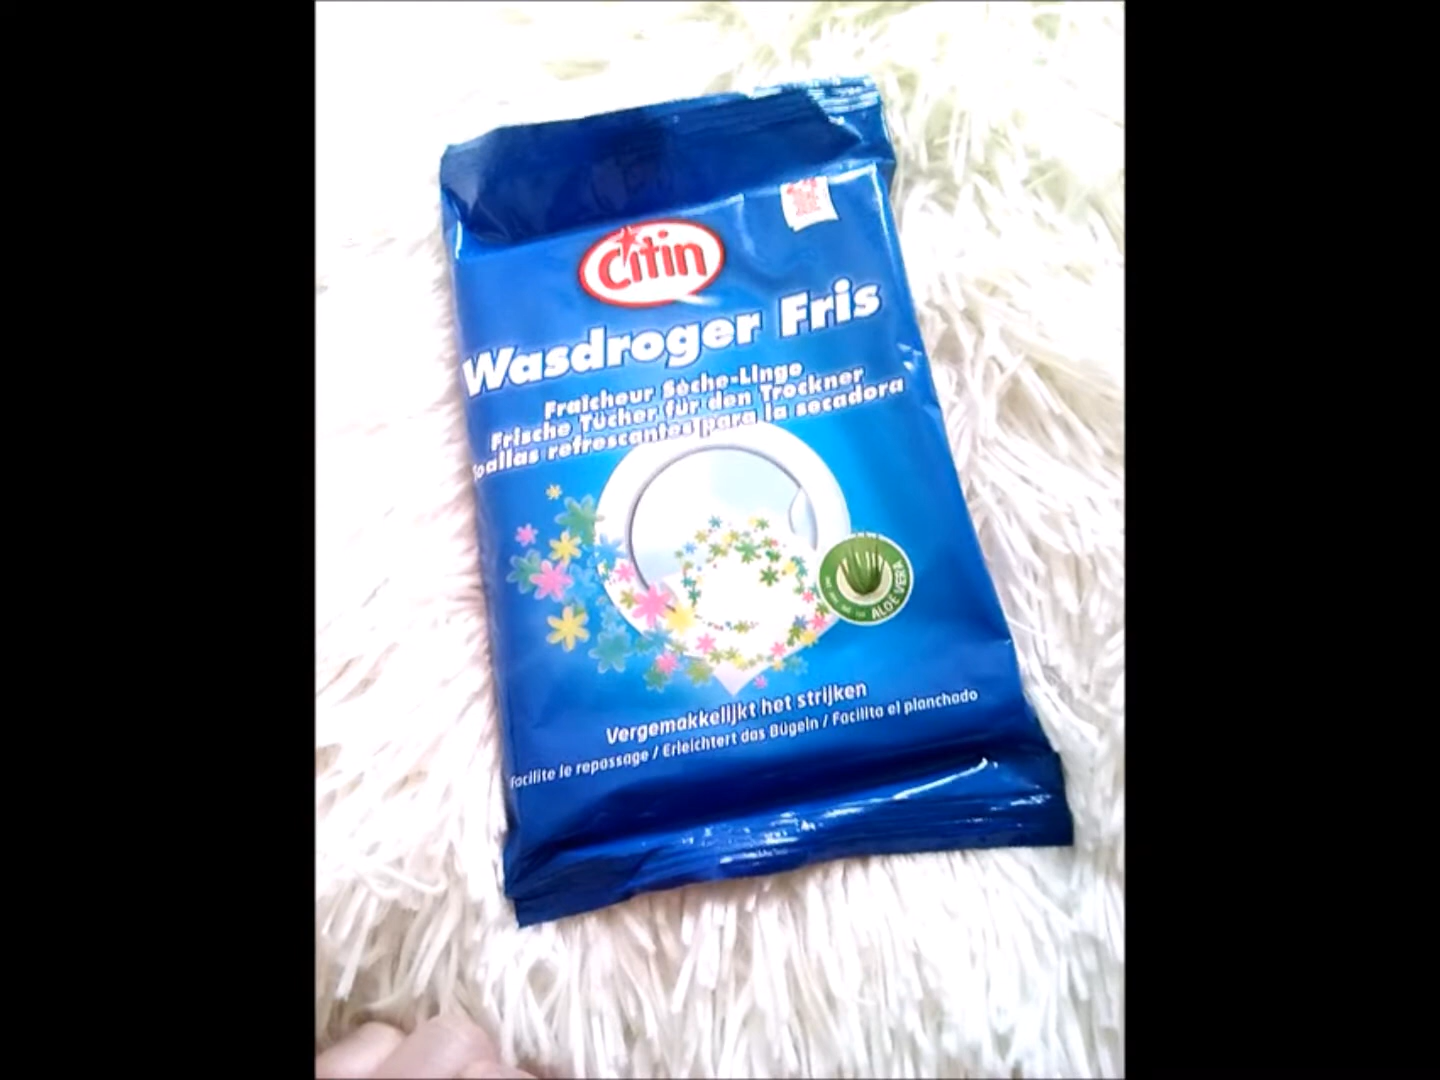 Citin
Wasdroger Fris
Fraîcheur Sèche-Linge
Frische Tücher für den Trockner
Toallas refrescantes para la secadora
ALOE VERA
Vergemakkelijkt het strijken
Facilite le repassage / Erleichtert das Bügeln / Facilita el planchado